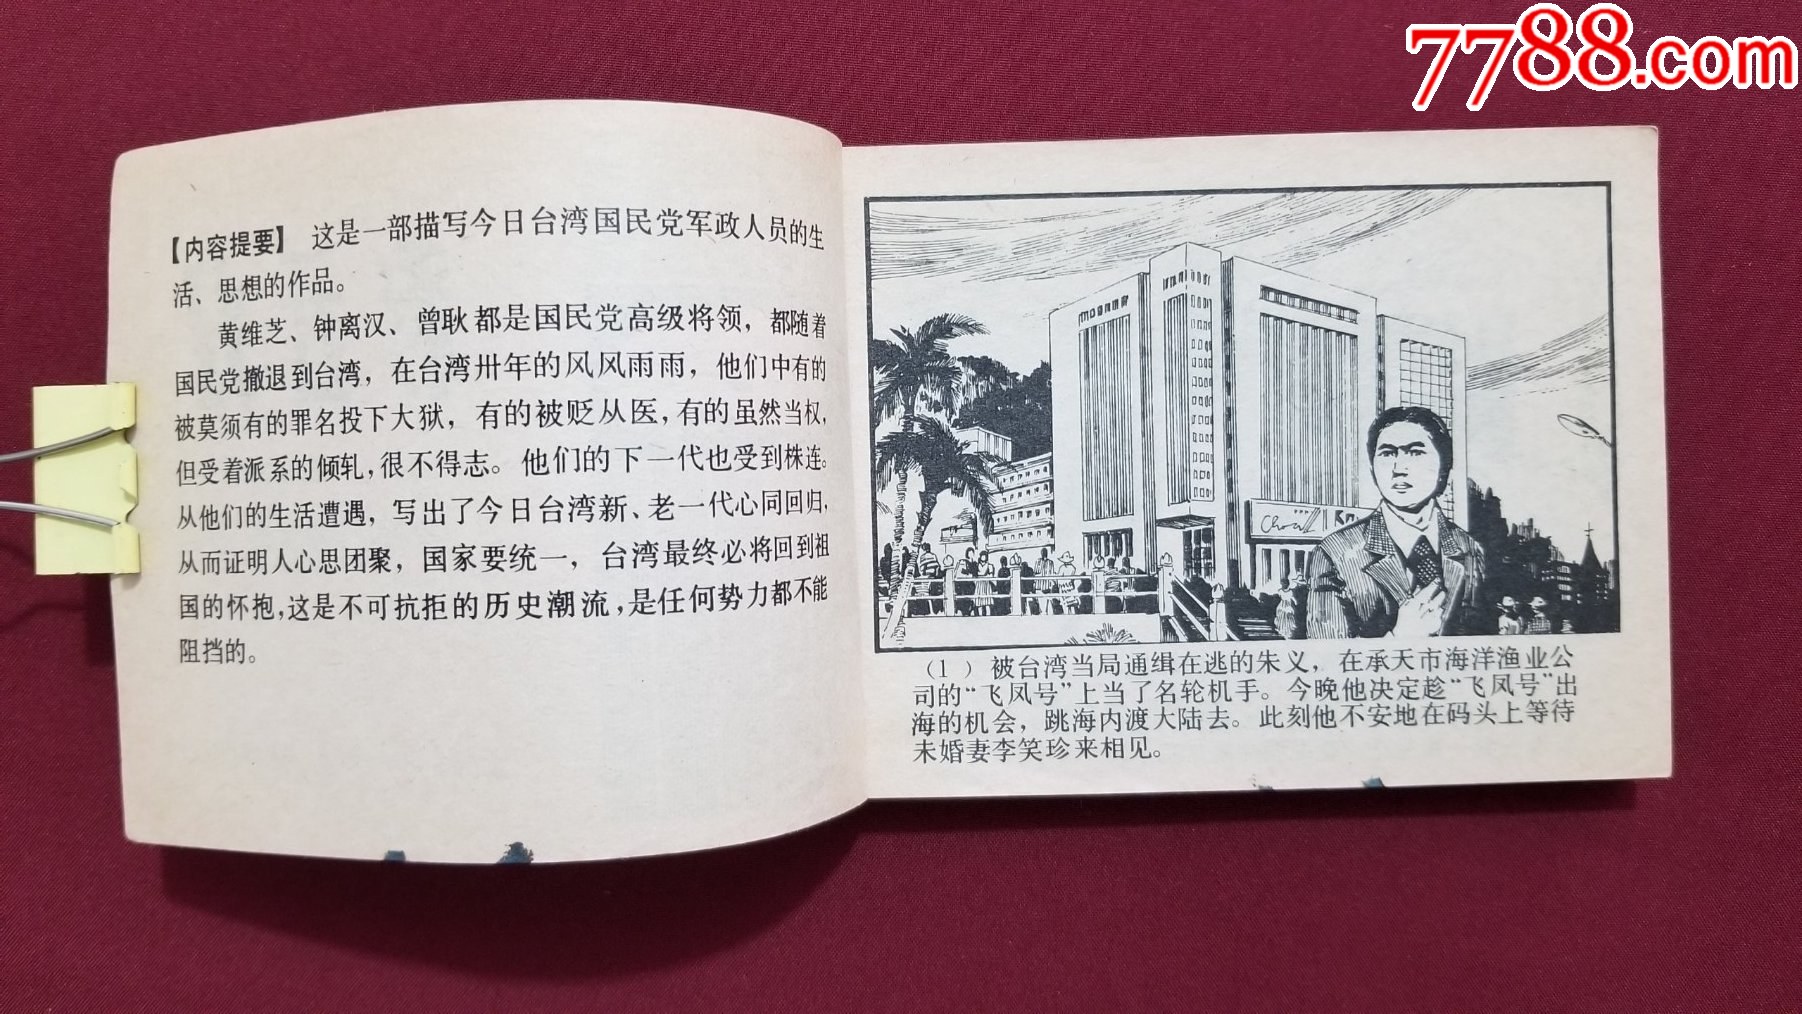 7788.com
【内容提要】 这是一部描写今日台湾国民党军政人员的生
活、思想的作品。
黄维芝、钟离汉、曾耿都是国民党高级将领，都随着
国民党撤退到台湾，在台湾卅年的风风雨雨，他们中有的
被莫须有的罪名投下大狱，有的被贬从医，有的虽然当权，
但受着派系的倾轧，很不得志。他们的下一代也受到株连。
从他们的生活遭遇，写出了今日台湾新、老一代心同回归，
从而证明人心思团聚，国家要统一，台湾最终必将回到祖
国的怀抱，这是不可抗拒的历史潮流，是任何势力都不能
阻挡的。
（1）被台湾当局通缉在逃的朱义，在承天市海洋渔业公
司的“飞凤号”上当了名轮机手。今晚他决定趁“飞凤号”出
海的机会，跳海内渡大陆去。此刻他不安地在码头上等待
未婚妻李笑珍来相见。